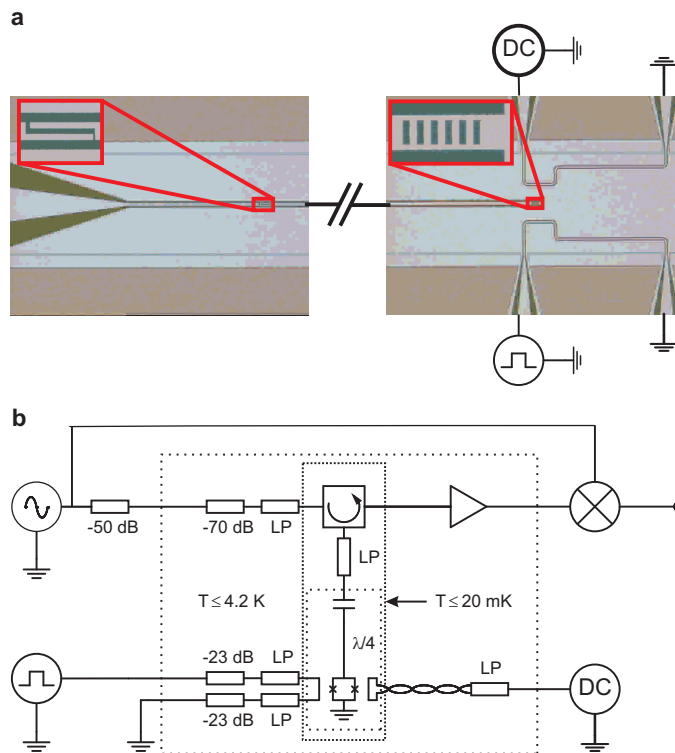 a
DC
b
-50 dB
-70 dB
LP
LP
T ≤ 4.2 K
T ≤ 20 mK
λ/4
-23 dB
LP
LP
DC
-23 dB
LP